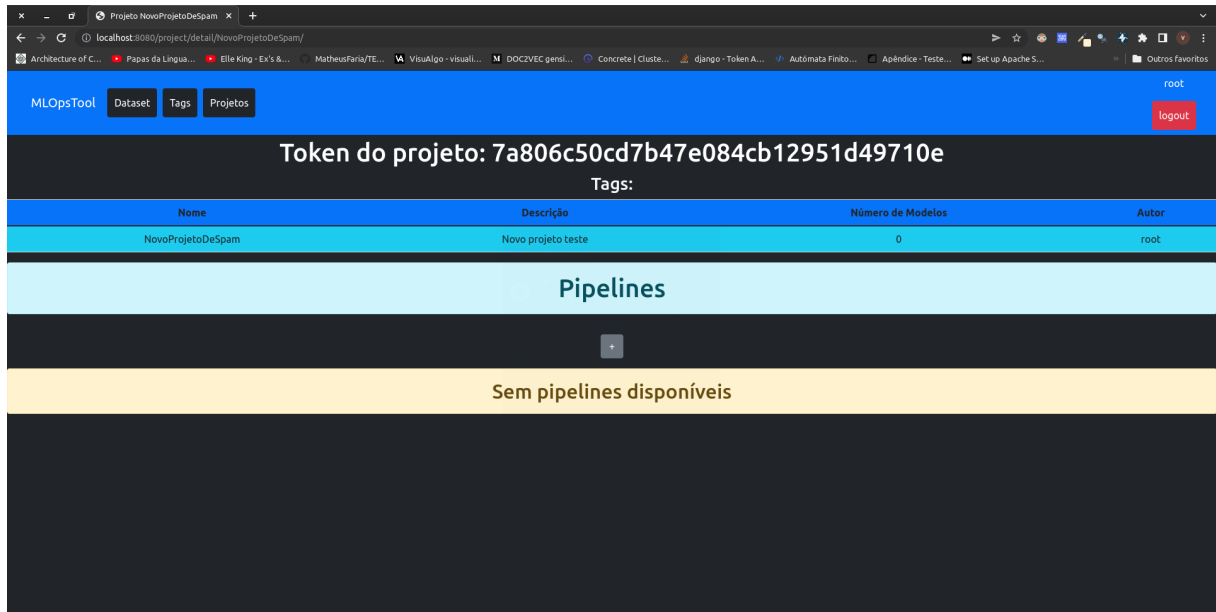 Projeto NovoProjetoDeSpam
localhost:8080/project/detail/NovoProjetoDeSpam/
Architecture of C... Papas da Lingua... Elle King - Ex's &... MatheusFaria/TE... VisuAlgo - visuali... DOC2VEC gensi... Concrete | Cluste... django - Token A... Autómata Finito... Apêndice - Teste... Set up Apache S... Outros favoritos
root
MLOpsTool Dataset Tags Projetos
logout
Token do projeto: 7a806c50cd7b47e084cb12951d49710e
Tags:
Nome Descrição Número de Modelos Autor
NovoProjetoDeSpam Novo projeto teste 0 root
Pipelines
+
Sem pipelines disponíveis